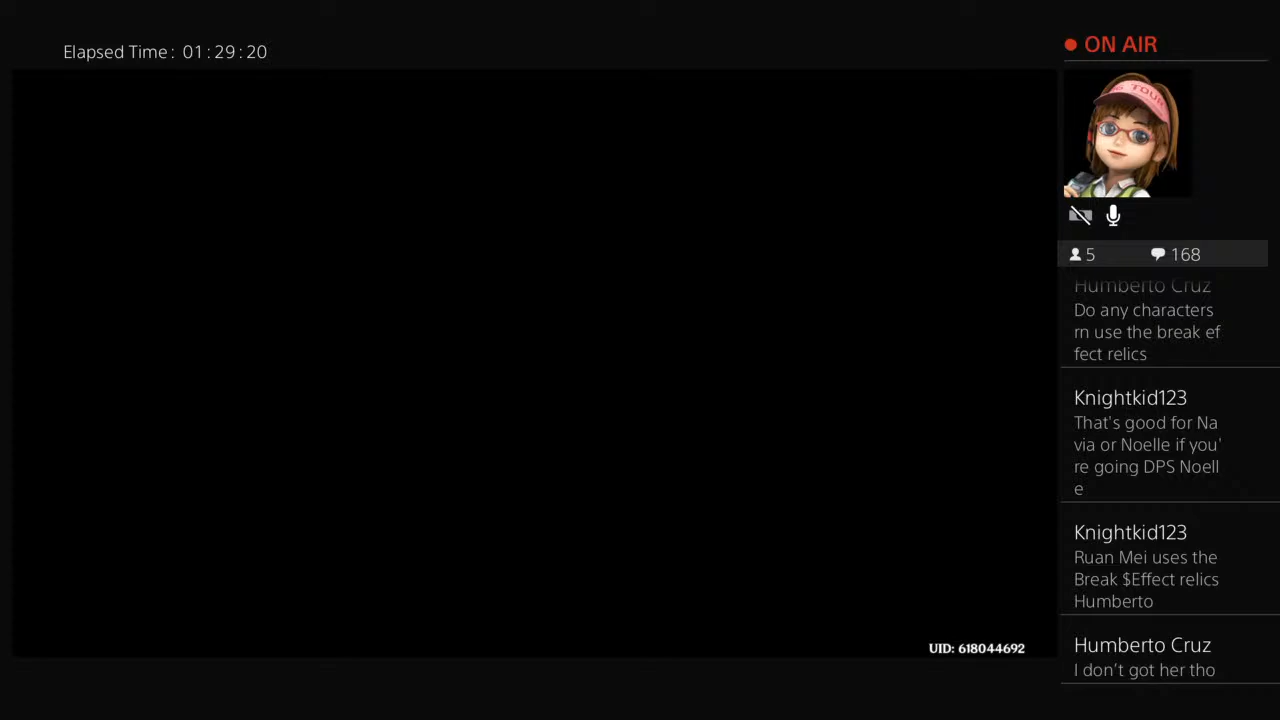 Elapsed Time: 01:29:20
ON AIR
S TOUR
5 168
Humberto Cruz
Do any characters
rn use the break ef
fect relics
Knightkid123
That's good for Na
via or Noelle if you'
re going DPS Noell
e
Knightkid123
Ruan Mei uses the
Break $Effect relics
Humberto
Humberto Cruz
I don't got her tho
UID: 618044692